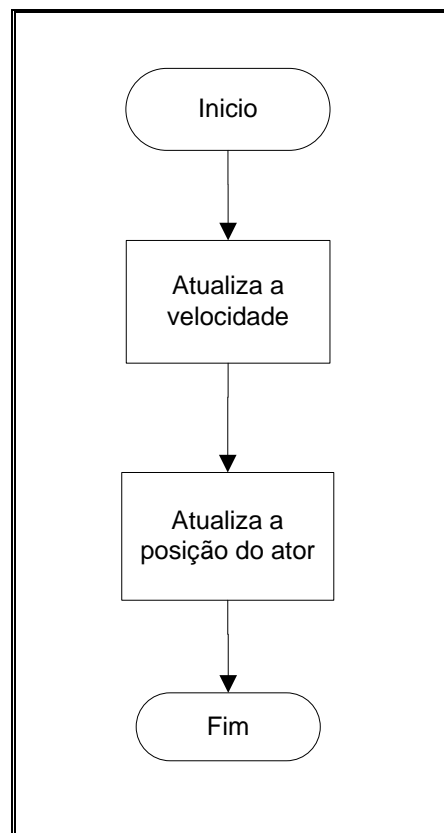 Inicio
Atualiza a
velocidade
Atualiza a
posição do ator
Fim